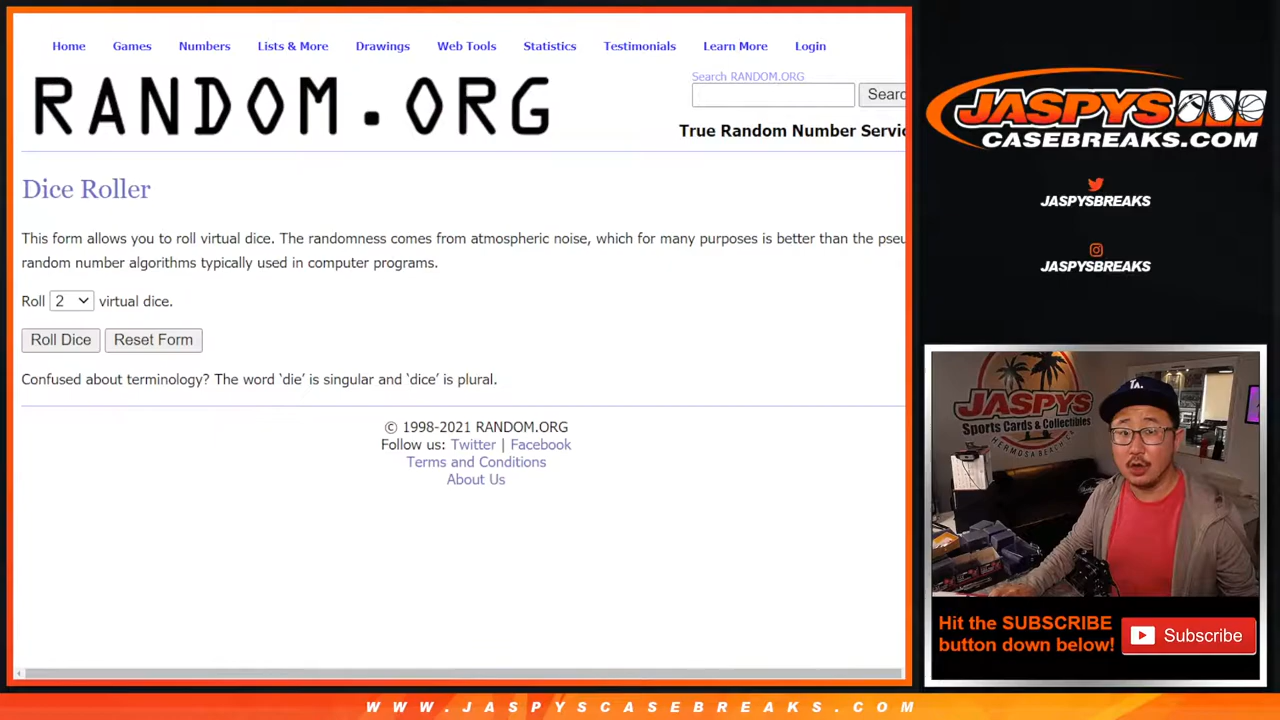 Home Games Numbers Lists & More Drawings Web Tools Statistics Testimonials Learn More Login
RANDOM.ORG
Search RANDOM.ORG
Searc
True Random Number Servic
Dice Roller
This form allows you to roll virtual dice. The randomness comes from atmospheric noise, which for many purposes is better than the pseu
random number algorithms typically used in computer programs.
Roll 2 virtual dice.
Roll Dice Reset Form
Confused about terminology? The word ‘die’ is singular and ‘dice’ is plural.
© 1998-2021 RANDOM.ORG
Follow us: Twitter | Facebook
Terms and Conditions
About Us
JASPYS
CASEBREAKS.COM
JASPYSBREAKS
JASPYSBREAKS
JASPYS
Sports Cards & Collectibles
HERMOSA BEACH, CA
LA
Hit the SUBSCRIBE
button down below!
Subscribe
WWW.JASPYSCASEBREAKS.COM